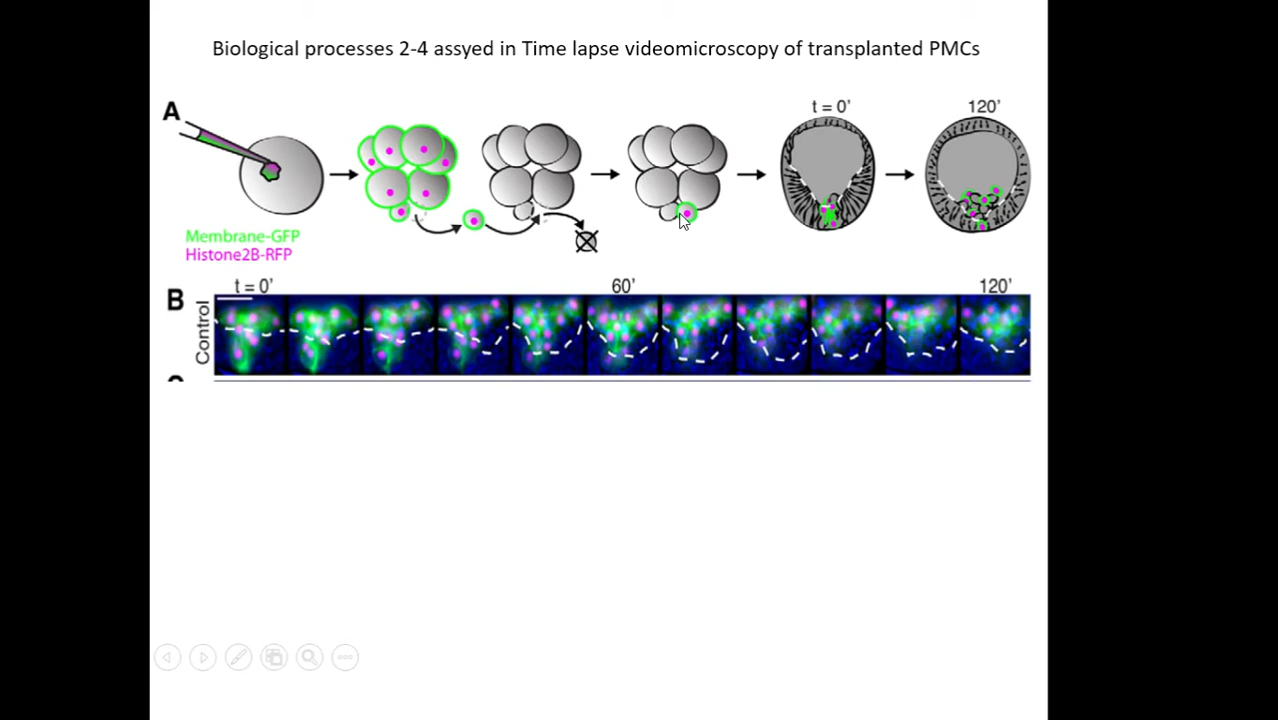 Biological processes 2-4 assyed in Time lapse videomicroscopy of transplanted PMCs
A
t = 0'
120'
Membrane-GFP
Histone2B-RFP
B
t = 0'
60'
120'
Control